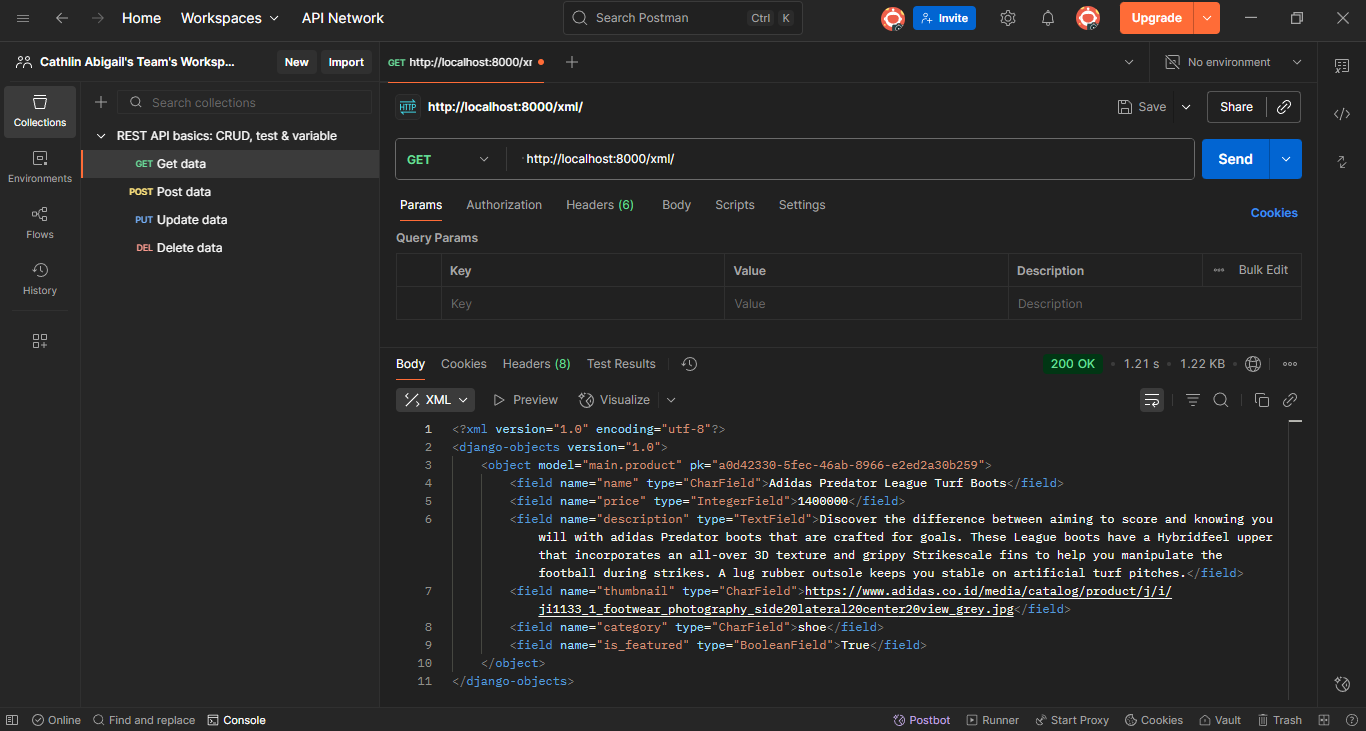 Home Workspaces API Network Search Postman Ctrl K Invite Upgrade
Cathlin Abigail's Team's Worksp... New Import GET http://localhost:8000/xr No environment
Collections
Environments
Flows
History
Search collections
REST API basics: CRUD, test & variable
GET Get data
POST Post data
PUT Update data
DEL Delete data
HTTP http://localhost:8000/xml/ Save Share
GET http://localhost:8000/xml/ Send
Params Authorization Headers (6) Body Scripts Settings Cookies
Query Params
Key Value Description ••• Bulk Edit
Key Value Description
Body Cookies Headers (8) Test Results 200 OK • 1.21 s • 1.22 KB •••
XML Preview Visualize
1 <?xml version="1.0" encoding="utf-8"?>
2 <django-objects version="1.0">
3 <object model="main.product" pk="a0d42330-5fec-46ab-8966-e2ed2a30b259">
4 <field name="name" type="CharField">Adidas Predator League Turf Boots</field>
5 <field name="price" type="IntegerField">1400000</field>
6 <field name="description" type="TextField">Discover the difference between aiming to score and knowing you
will with adidas Predator boots that are crafted for goals. These League boots have a Hybridfeel upper
that incorporates an all-over 3D texture and grippy Strikescale fins to help you manipulate the
football during strikes. A lug rubber outsole keeps you stable on artificial turf pitches.</field>
7 <field name="thumbnail" type="CharField">https://www.adidas.co.id/media/catalog/product/j/i/
ji1133_1_footwear_photography_side20lateral20center20view_grey.jpg</field>
8 <field name="category" type="CharField">shoe</field>
9 <field name="is_featured" type="BooleanField">True</field>
10 </object>
11 </django-objects>
Online Find and replace Console Postbot Runner Start Proxy Cookies Vault Trash